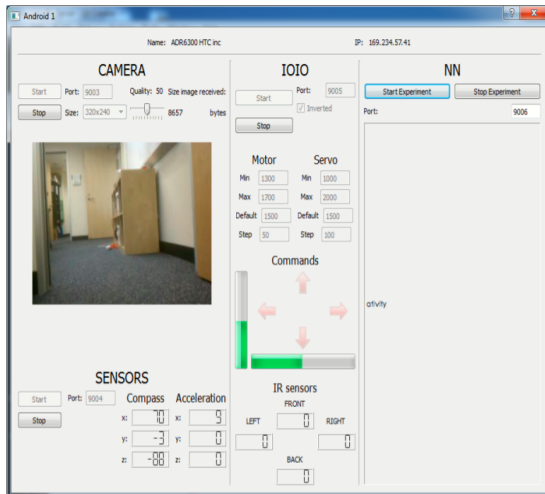 Android 1
Name: ADR6300 HTC inc IP: 169.234.57.41
CAMERA
Start Port: 9003 Quality: 50 Size image received:
Stop Size: 320x240 8657 bytes
SENSORS
Start Port: 9004 Compass Acceleration
Stop x: 70 x: 9
y: -3 y: 0
z: -88 z: 0
IOIO
Start Port: 9005
Inverted
Stop
Motor Servo
Min 1300 Min 1000
Max 1700 Max 2000
Default 1500 Default 1500
Step 50 Step 100
Commands
IR sensors
FRONT
LEFT 0 RIGHT
0 0
BACK
0
NN
Start Experiment Stop Experiment
Port: 9006
ativity